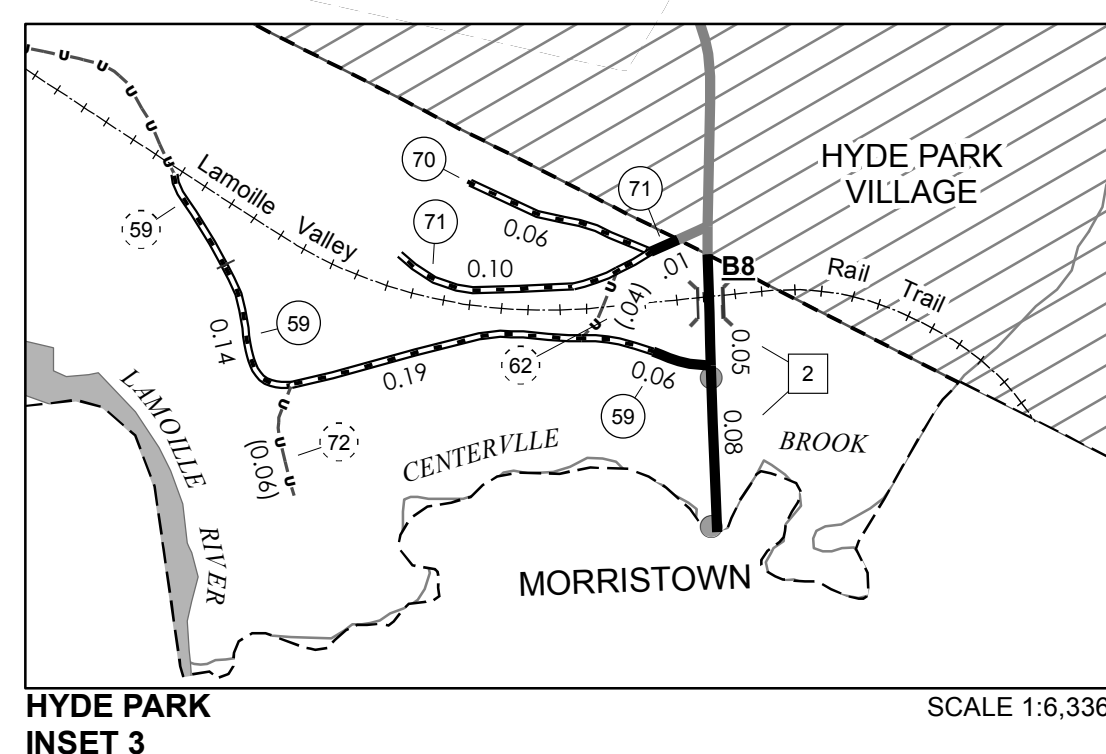 HYDE PARK
VILLAGE
70
71
71
59
Lamoille
Valley
0.06
0.10
.01
B8
Rail
Trail
(.04)
59
0.14
0.19
62
0.06
0.05
2
59
0.08
72
(0.06)
LAMOILLE
RIVER
CENTERVLLE
BROOK
MORRISTOWN
HYDE PARK
INSET 3
SCALE 1:6,336
U
U
U
U
U
U
U
U
U
U